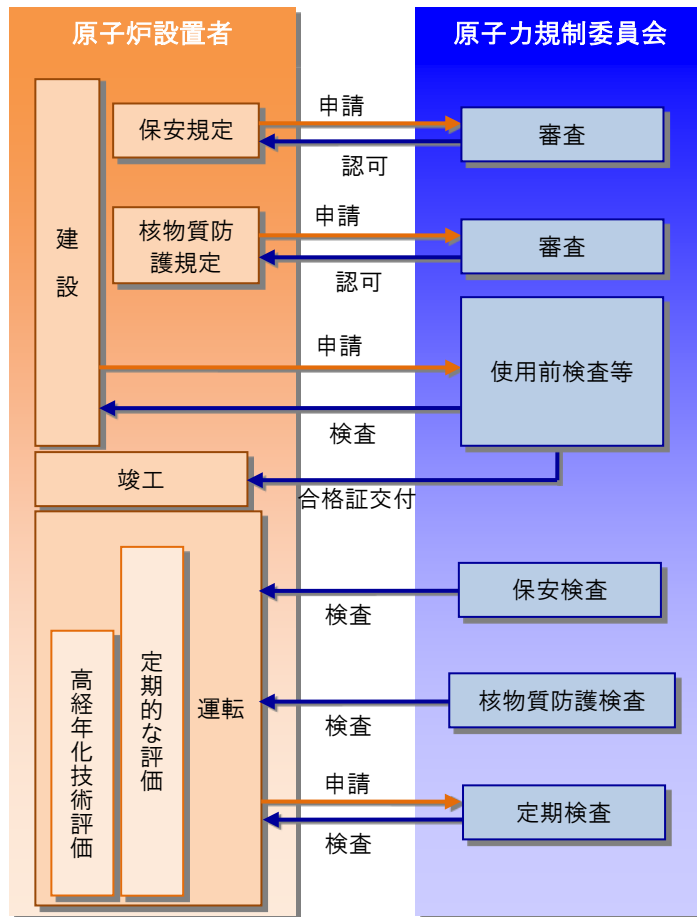 原子炉設置者
原子力規制委員会
建
設
保安規定
申請
認可
審査
核物質防
護規定
申請
認可
審査
申請
検査
使用前検査等
竣工
合格証交付
運転
定期的な評価
高経年化技術評価
検査
保安検査
検査
核物質防護検査
申請
検査
定期検査